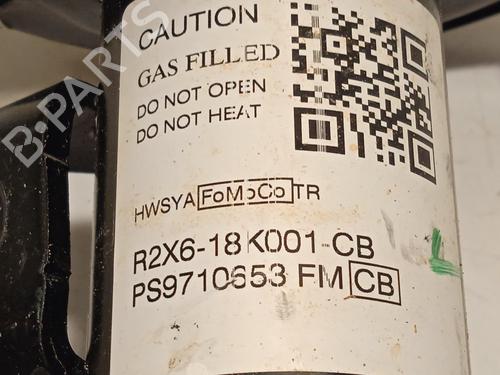 CAUTION
GAS FILLED
DO NOT OPEN
DO NOT HEAT
HWSYA FoMoCo TR
R2X6-18K001-CB
PS9710653 FM CB
B-PARTS